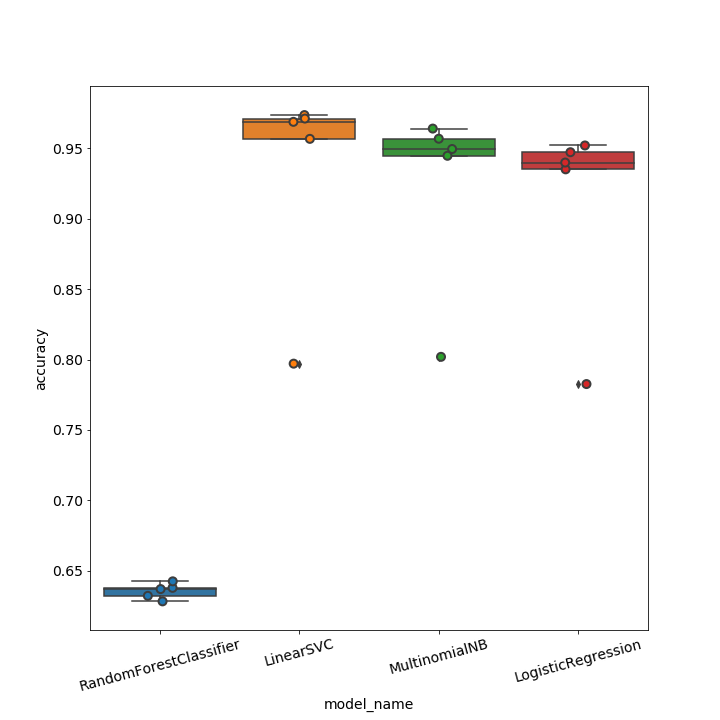 accuracy
0.95
0.90
0.85
0.80
0.75
0.70
0.65
RandomForestClassifier
LinearSVC
MultinomialNB
LogisticRegression
model_name